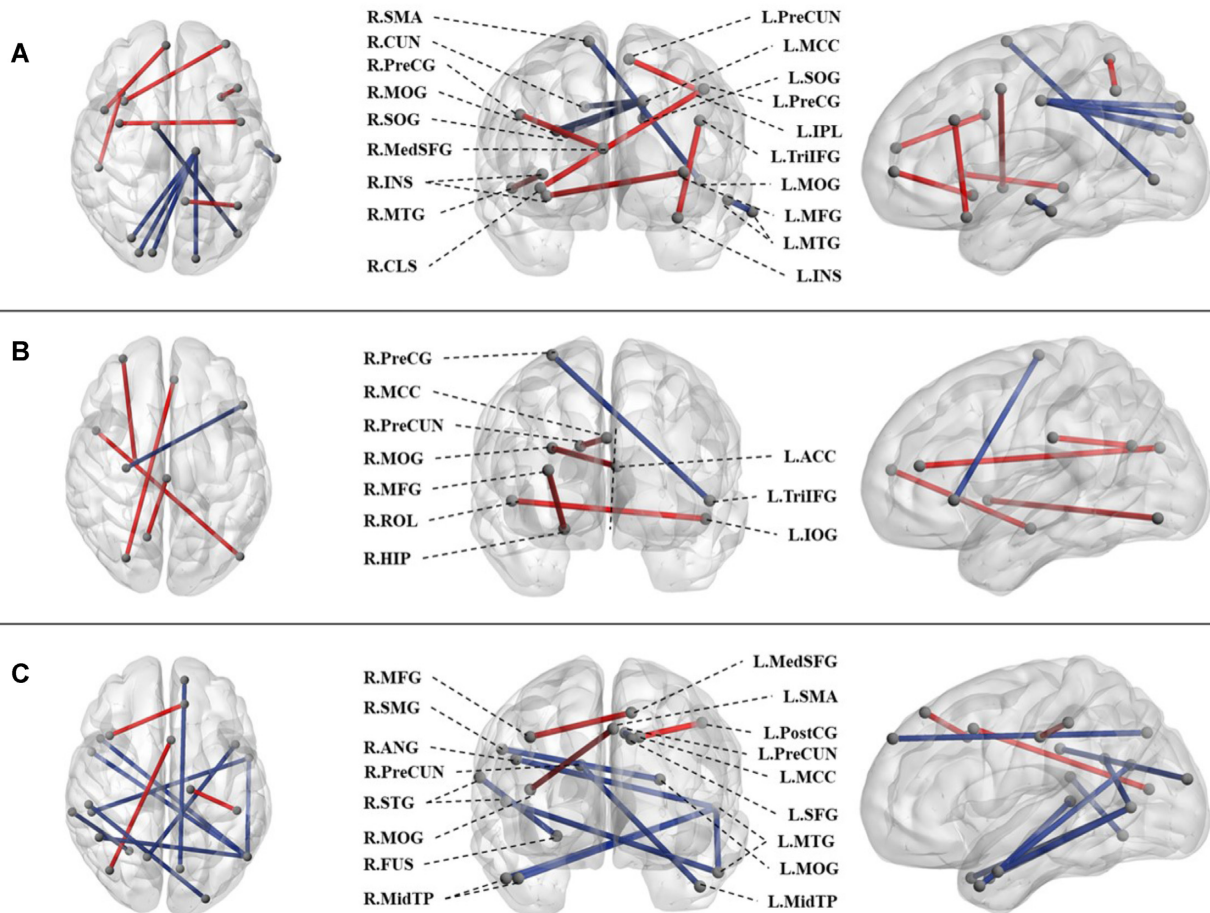 A
R.SMA
R.CUN
R.PreCG
R.MOG
R.SOG
R.MedSFG
R.INS
R.MTG
R.CLS
L.PreCUN
L.MCC
L.SOG
L.PreCG
L.IPL
L.TriIFG
L.MOG
L.MFG
L.MTG
L.INS
B
R.PreCG
R.MCC
R.PreCUN
R.MOG
R.MFG
R.ROL
R.HIP
L.ACC
L.TriIFG
L.IOG
C
R.MFG
R.SMG
R.ANG
R.PreCUN
R.STG
R.MOG
R.FUS
R.MidTP
L.MedSFG
L.SMA
L.PostCG
L.PreCUN
L.MCC
L.SFG
L.MTG
L.MOG
L.MidTP